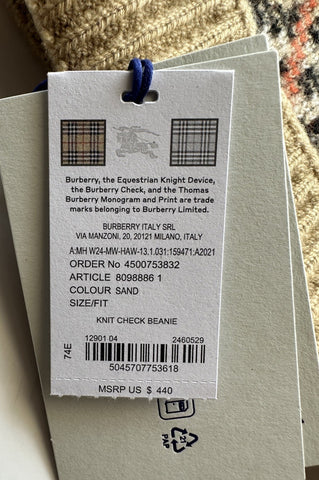 Burberry, the Equestrian Knight Device,
the Burberry Check, and the Thomas
Burberry Monogram and Print are trade
marks belonging to Burberry Limited.
BURBERRY ITALY SRL
VIA MANZONI, 20, 20121 MILANO, ITALY
A:MH W24-MW-HAW-13.1.031:159471:A2021
ORDER No 4500753832
ARTICLE 8098886 1
COLOUR SAND
SIZE/FIT
KNIT CHECK BEANIE
74E
12901 04 2460529
5045707753618
MSRP US $ 440
21
PAP